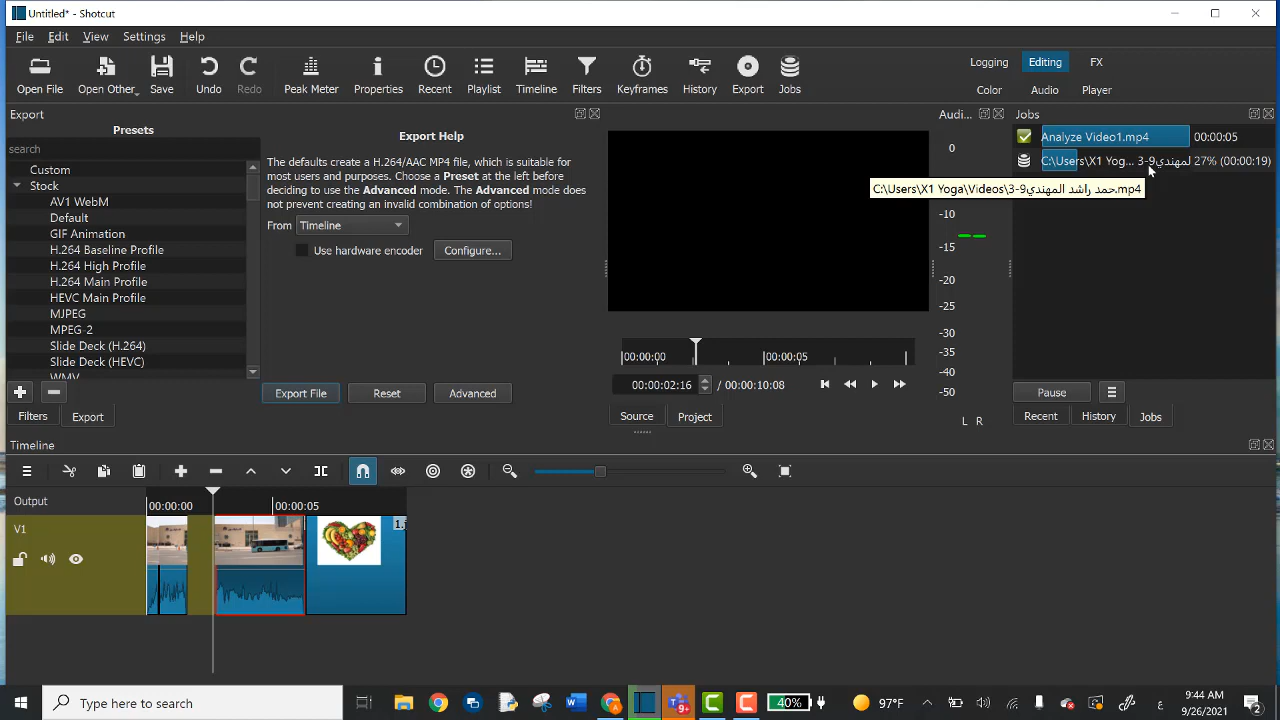 Untitled* - Shotcut
File Edit View Settings Help
Open File Open Other Save Undo Redo Peak Meter Properties Recent Playlist Timeline Filters Keyframes History Export Jobs
Logging Editing FX
Color Audio Player
Export
Presets
search
Custom
Stock
AV1 WebM
Default
GIF Animation
H.264 Baseline Profile
H.264 High Profile
H.264 Main Profile
HEVC Main Profile
MJPEG
MPEG-2
Slide Deck (H.264)
Slide Deck (HEVC)
WMV
Filters Export
Export Help
The defaults create a H.264/AAC MP4 file, which is suitable for
most users and purposes. Choose a Preset at the left before
deciding to use the Advanced mode. The Advanced mode does
not prevent creating an invalid combination of options!
From Timeline
Use hardware encoder Configure...
Export File Reset Advanced
00:00:00 00:00:05
00:00:02:16 / 00:00:10:08
Source Project
Audi...
0
-10
-15
-20
-25
-30
-35
-40
-50
L R
Jobs
Analyze Video1.mp4 00:00:05
C:\Users\X1 Yog... 3-9لمهندي 27% (00:00:19)
C:\Users\X1 Yoga\Videos\3-9حمد راشد المهندي.mp4
Pause
Recent History Jobs
Timeline
Output 00:00:00 00:00:05
V1
1.j
Type here to search
9+
40%
97°F
ع
9:44 AM
9/26/2021
2